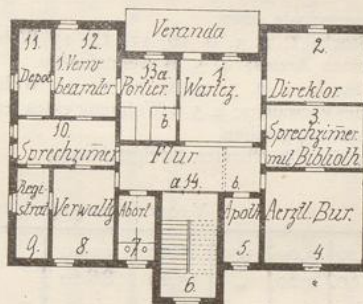 Veranda
11.
Depot
12.
1. Verw.
beamter
13a
Portier.
b
1.
Wartez.
2.
Direktor
3.
Sprechzimer
mit Biblioth
10.
Sprechzimer
Flur
a 14.
b.
Regi
strat
9.
Verwaltg
8.
Abort
7
6.
Apoth
5.
Aerztl. Bur.
4.